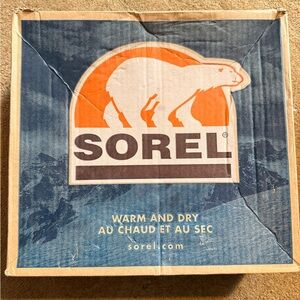 SOREL®
WARM AND DRY
AU CHAUD ET AU SEC
sorel.com